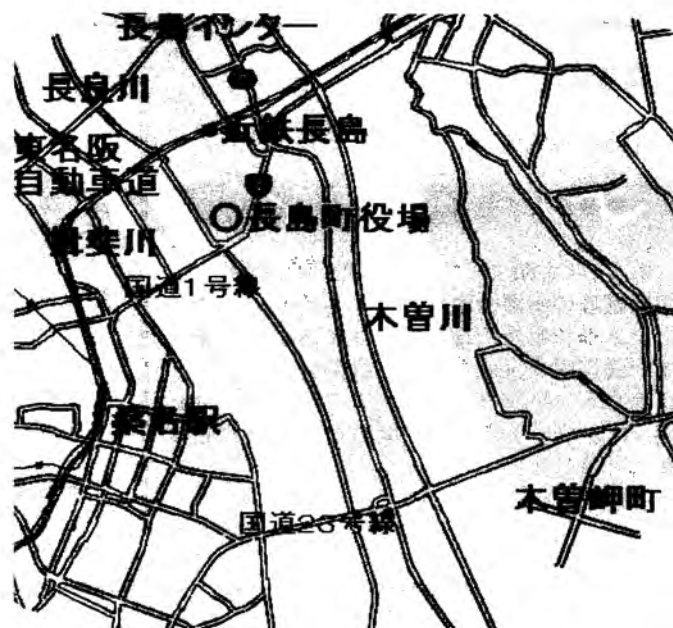 長島インター
長良川
近鉄長島
東名阪
自動車道
長島町役場
揖斐川
国道1号線
木曽川
桑名駅
木曽岬町
国道23号線